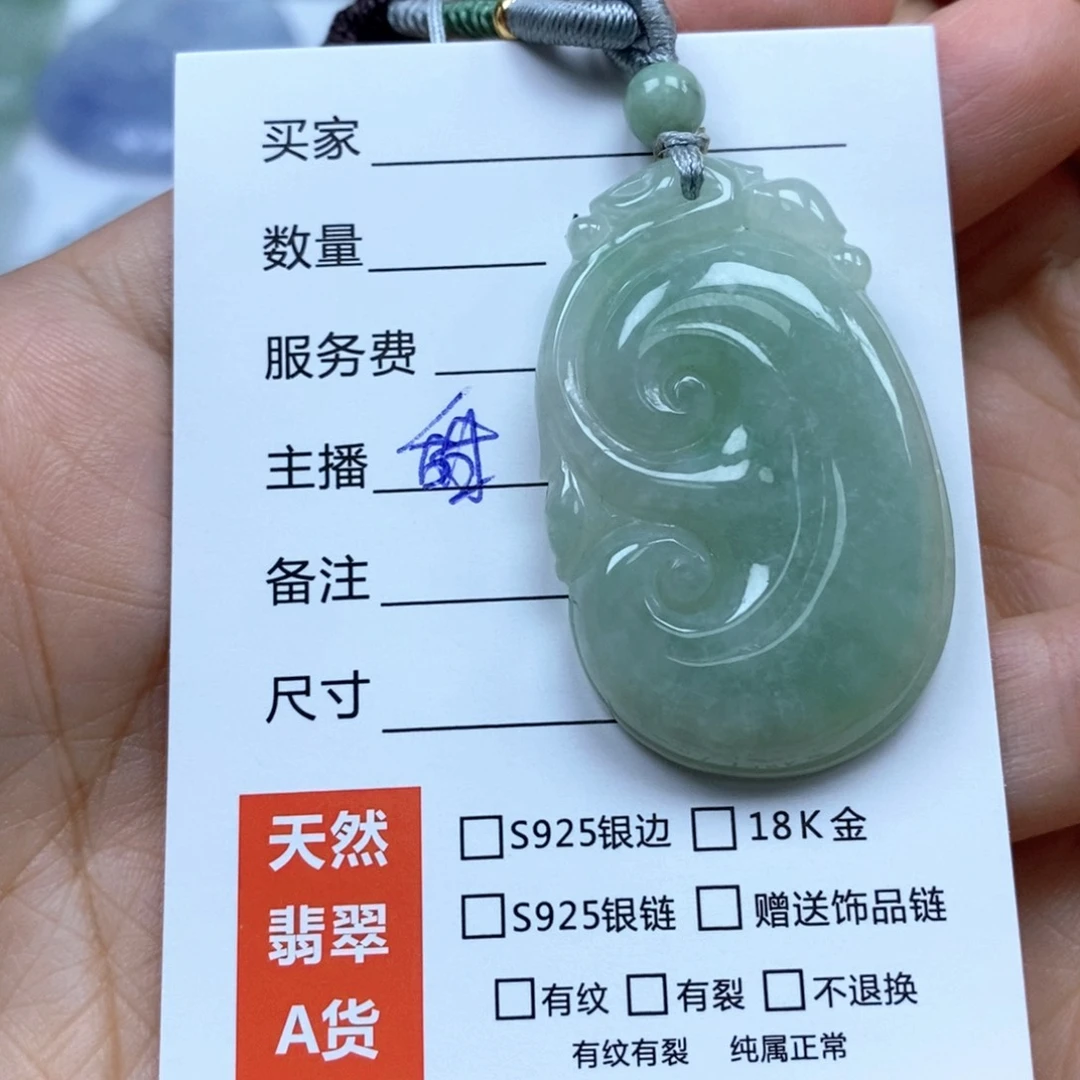 买家
数量
服务费
主播
备注
尺寸
天然
翡翠
A货
S925银边 18K金
S925银链 赠送饰品链
有纹 有裂 不退换
有纹有裂 纯属正常